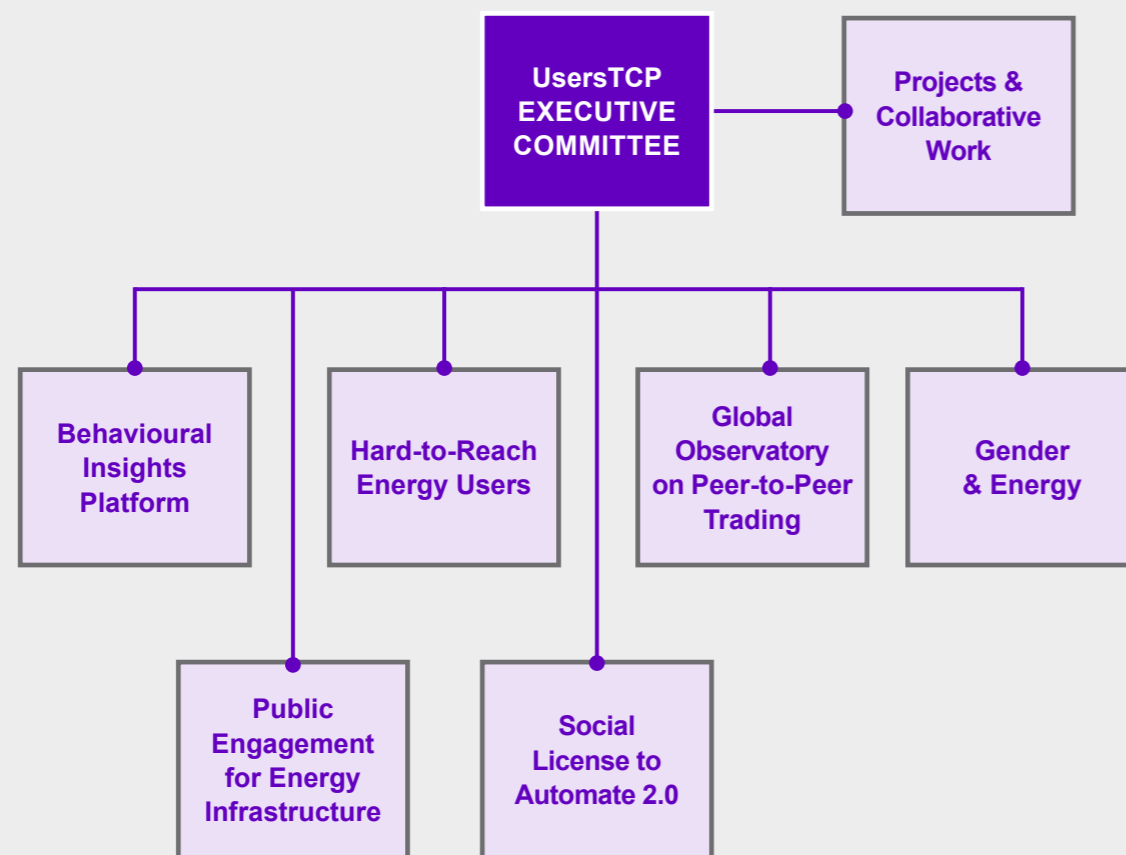 UsersTCP
EXECUTIVE
COMMITTEE
Projects &
Collaborative
Work
Behavioural
Insights
Platform
Hard-to-Reach
Energy Users
Global
Observatory
on Peer-to-Peer
Trading
Gender
& Energy
Public
Engagement
for Energy
Infrastructure
Social
License to
Automate 2.0